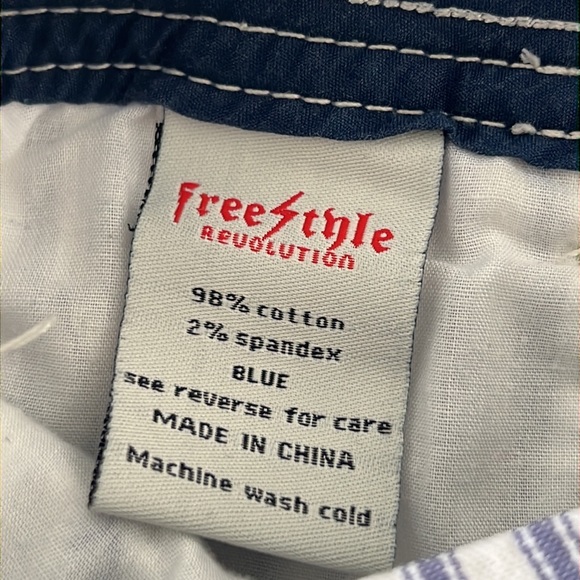 FreeStyle
REVOLUTION
98% cotton
2% spandex
BLUE
see reverse for care
MADE IN CHINA
Machine wash cold